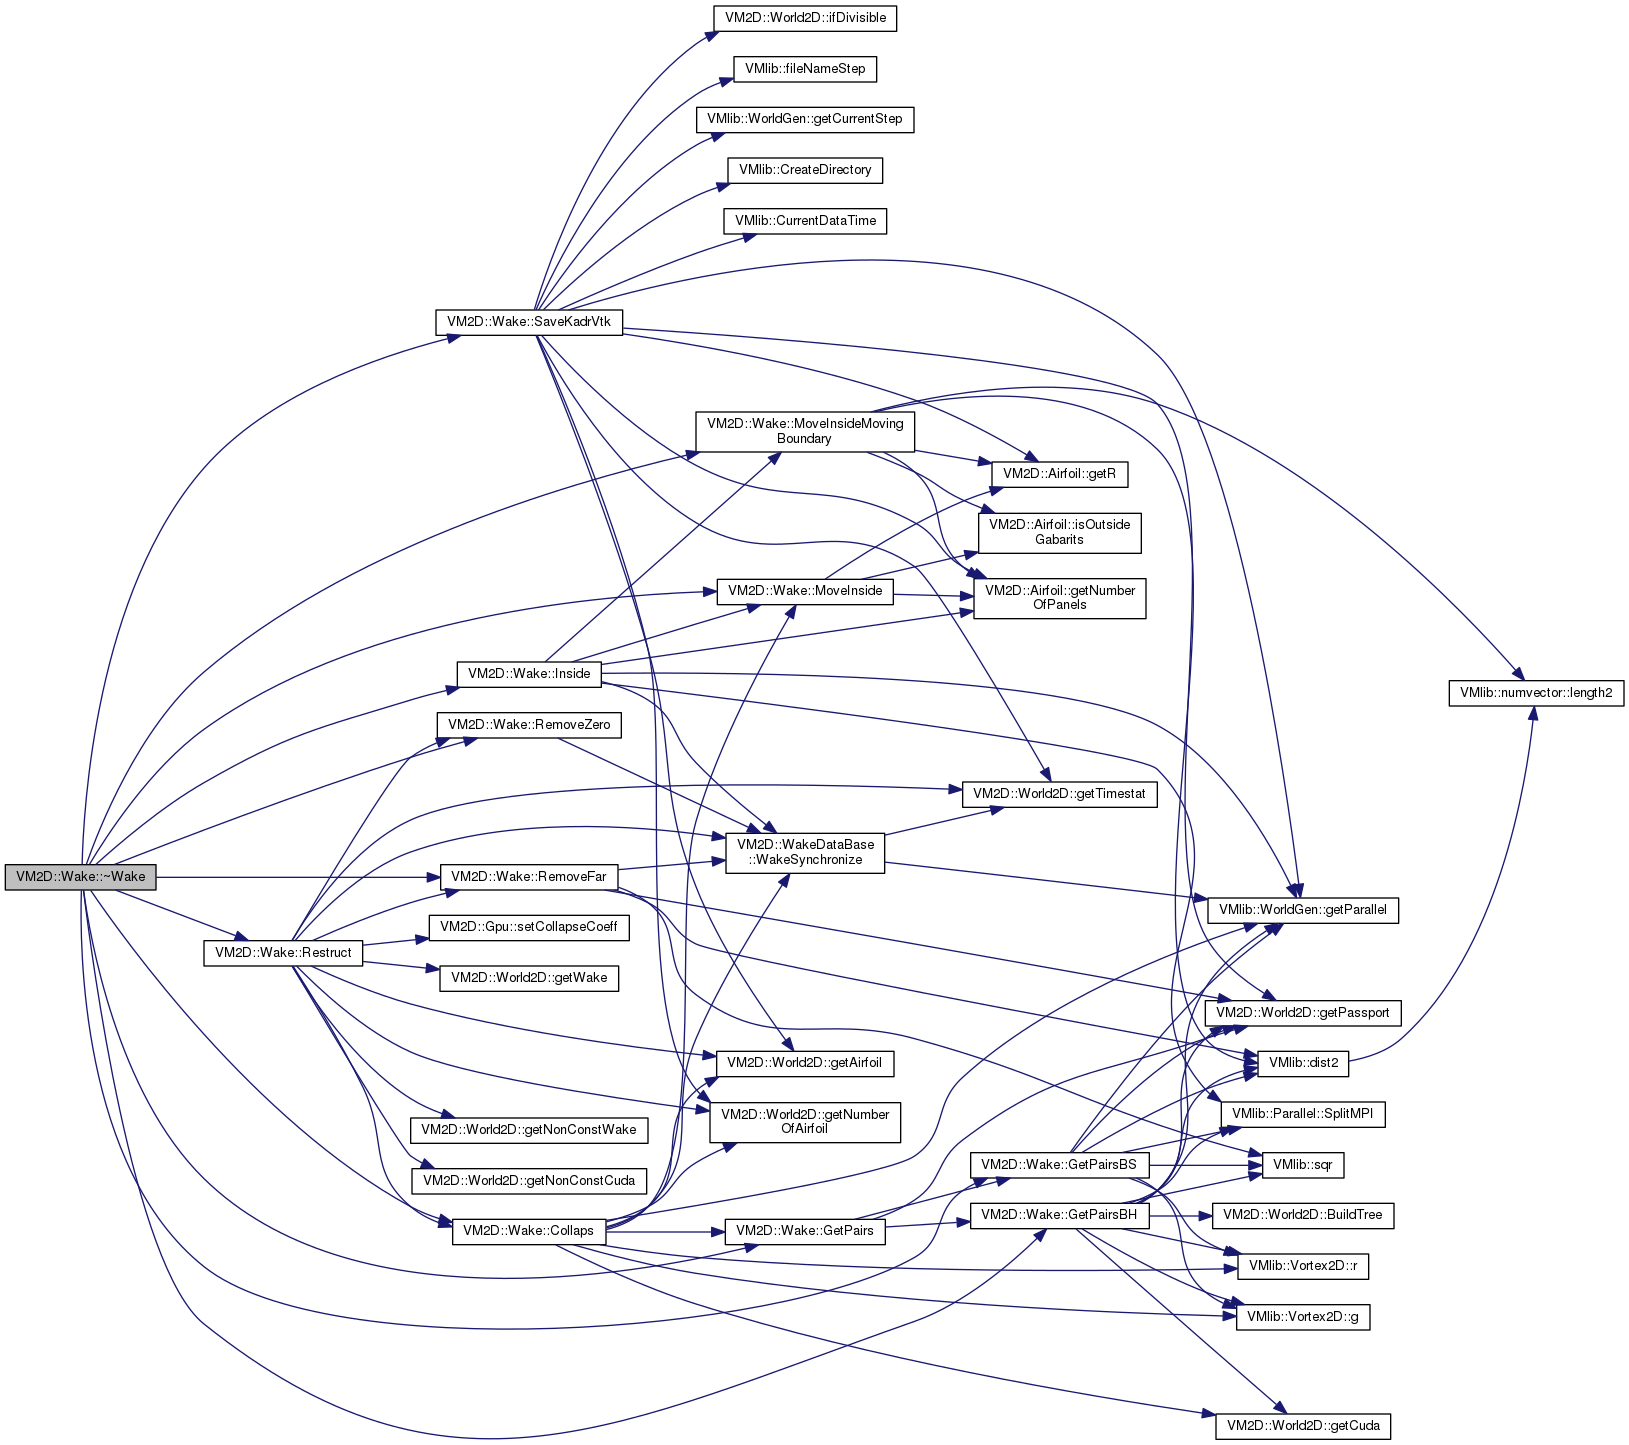 VM2D::World2D::ifDivisible
VMlib::fileNameStep
VMlib::WorldGen::getCurrentStep
VMlib::CreateDirectory
VMlib::CurrentDataTime
VM2D::Wake::SaveKadrVtk
VM2D::Wake::MoveInsideMoving
Boundary
VM2D::Airfoil::getR
VM2D::Airfoil::isOutside
Gabarits
VM2D::Wake::MoveInside
VM2D::Airfoil::getNumber
OfPanels
VM2D::Wake::Inside
VMlib::numvector::length2
VM2D::Wake::RemoveZero
VM2D::World2D::getTimestat
VM2D::WakeDataBase
::WakeSynchronize
VM2D::Wake::~Wake
VM2D::Wake::RemoveFar
VMlib::WorldGen::getParallel
VM2D::Gpu::setCollapseCoeff
VM2D::Wake::Restruct
VM2D::World2D::getWake
VM2D::World2D::getPassport
VM2D::World2D::getAirfoil
VMlib::dist2
VM2D::World2D::getNumber
OfAirfoil
VMlib::Parallel::SplitMPI
VM2D::World2D::getNonConstWake
VM2D::Wake::GetPairsBS
VMlib::sqr
VM2D::World2D::getNonConstCuda
VM2D::Wake::GetPairsBH
VM2D::World2D::BuildTree
VM2D::Wake::Collaps
VM2D::Wake::GetPairs
VMlib::Vortex2D::r
VMlib::Vortex2D::g
VM2D::World2D::getCuda